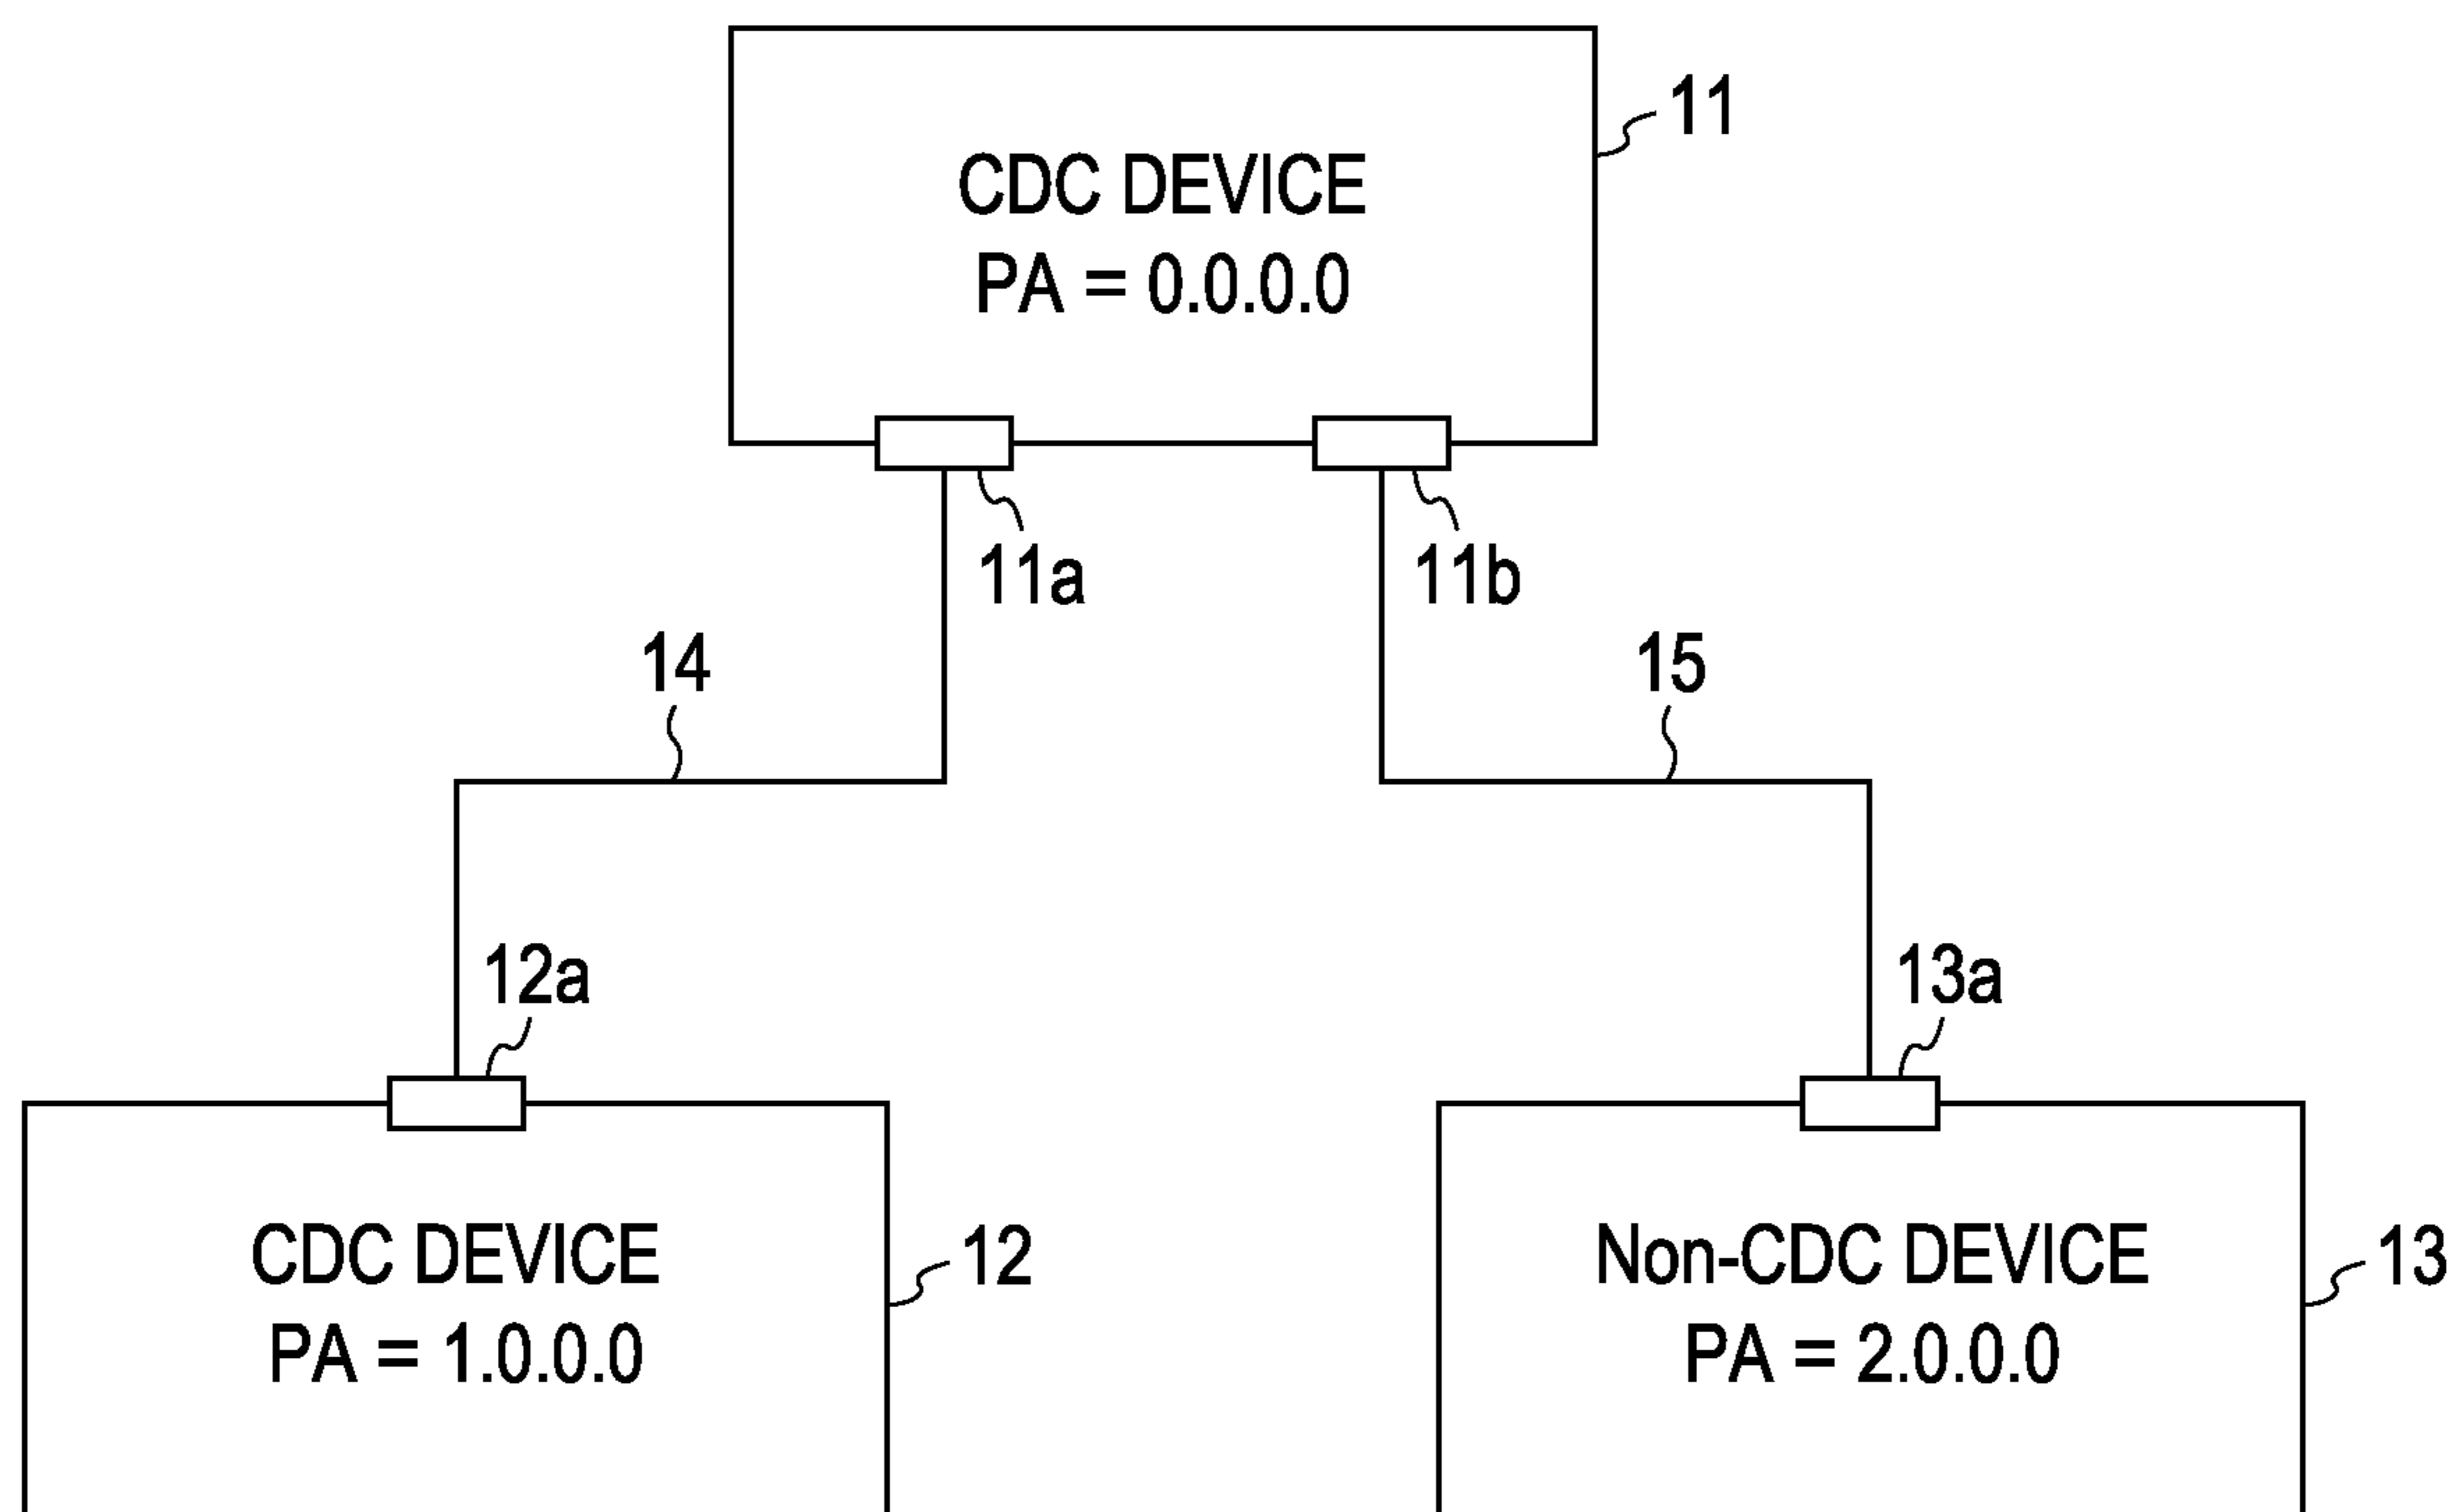 11
CDC DEVICE
PA = 0.0.0.0
11a
11b
14
15
12a
13a
CDC DEVICE
PA = 1.0.0.0
12
Non-CDC DEVICE
PA = 2.0.0.0
13